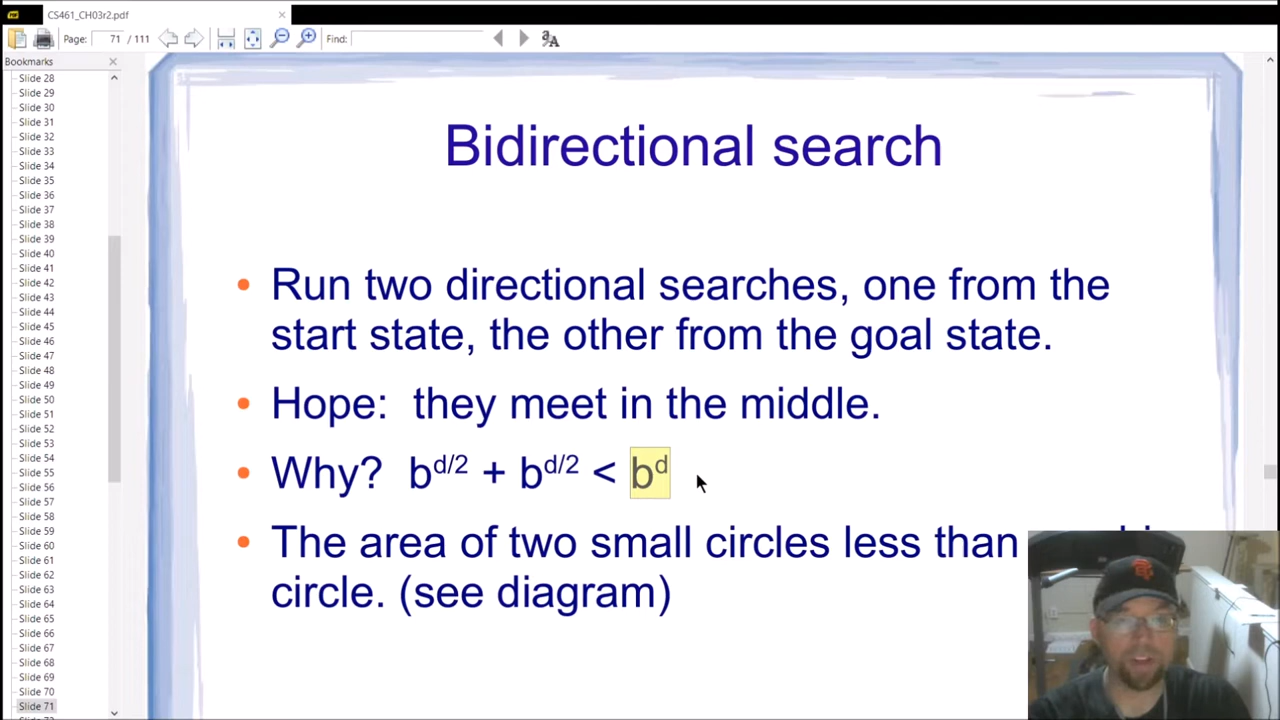 CS461_CH03r2.pdf
Page: 71 / 111 Find:
Bookmarks
Slide 28
Slide 29
Slide 30
Slide 31
Slide 32
Slide 33
Slide 34
Slide 35
Slide 36
Slide 37
Slide 38
Slide 39
Slide 40
Slide 41
Slide 42
Slide 43
Slide 44
Slide 45
Slide 46
Slide 47
Slide 48
Slide 49
Slide 50
Slide 51
Slide 52
Slide 53
Slide 54
Slide 55
Slide 56
Slide 57
Slide 58
Slide 59
Slide 60
Slide 61
Slide 62
Slide 63
Slide 64
Slide 65
Slide 66
Slide 67
Slide 68
Slide 69
Slide 70
Slide 71
Bidirectional search
• Run two directional searches, one from the
start state, the other from the goal state.
• Hope: they meet in the middle.
• Why? b^d/2 + b^d/2 < b^d
• The area of two small circles less than
circle. (see diagram)